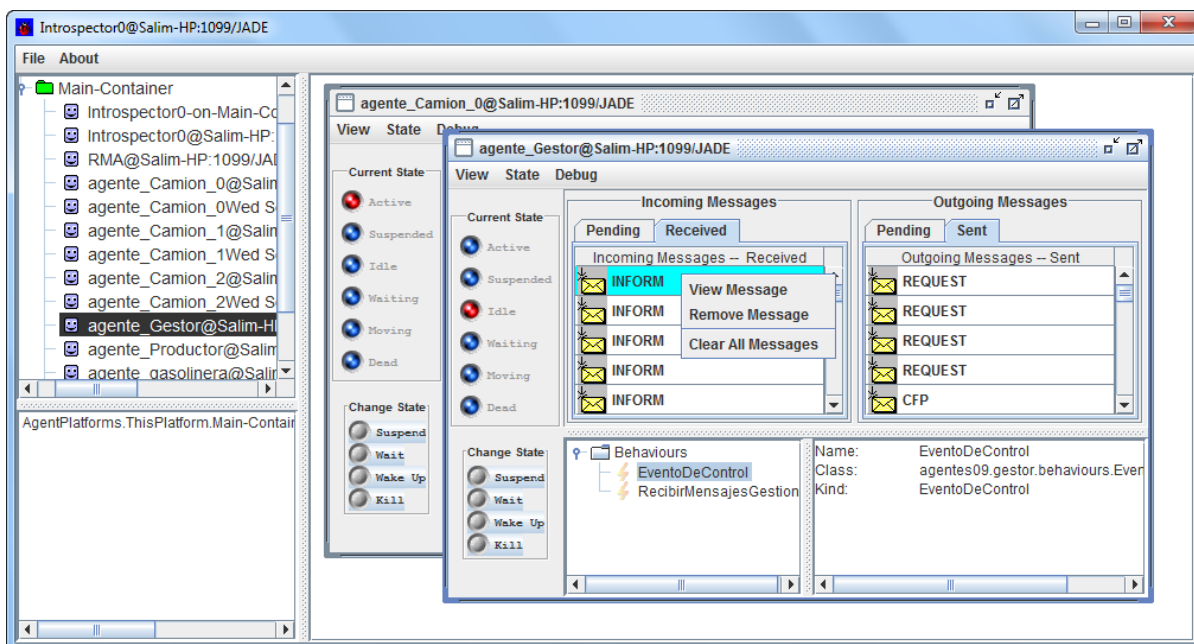 Introspector0@Salim-HP:1099/JADE
File About
Main-Container
Introspector0-on-Main-Co
Introspector0@Salim-HP:
RMA@Salim-HP:1099/JAI
agente_Camion_0@Salin
agente_Camion_0Wed S
agente_Camion_1@Salin
agente_Camion_1Wed S
agente_Camion_2@Salin
agente_Camion_2Wed S
agente_Gestor@Salim-H
agente_Productor@Salim
agente_gasolinera@Salir
AgentPlatforms.ThisPlatform.Main-Contair
agente_Camion_0@Salim-HP:1099/JADE
View State Debug
Current State
Active
Suspended
Idle
Waiting
Moving
Dead
Change State
Suspend
Wait
Wake Up
Kill
agente_Gestor@Salim-HP:1099/JADE
View State Debug
Current State
Active
Suspended
Idle
Waiting
Moving
Dead
Change State
Suspend
Wait
Wake Up
Kill
Incoming Messages
Pending Received
Incoming Messages -- Received
INFORM
INFORM
INFORM
INFORM
INFORM
View Message
Remove Message
Clear All Messages
Outgoing Messages
Pending Sent
Outgoing Messages -- Sent
REQUEST
REQUEST
REQUEST
REQUEST
CFP
Behaviours
EventoDeControl
RecibirMensajesGestion
Name: EventoDeControl
Class: agentes09.gestor.behaviours.Even
Kind: EventoDeControl